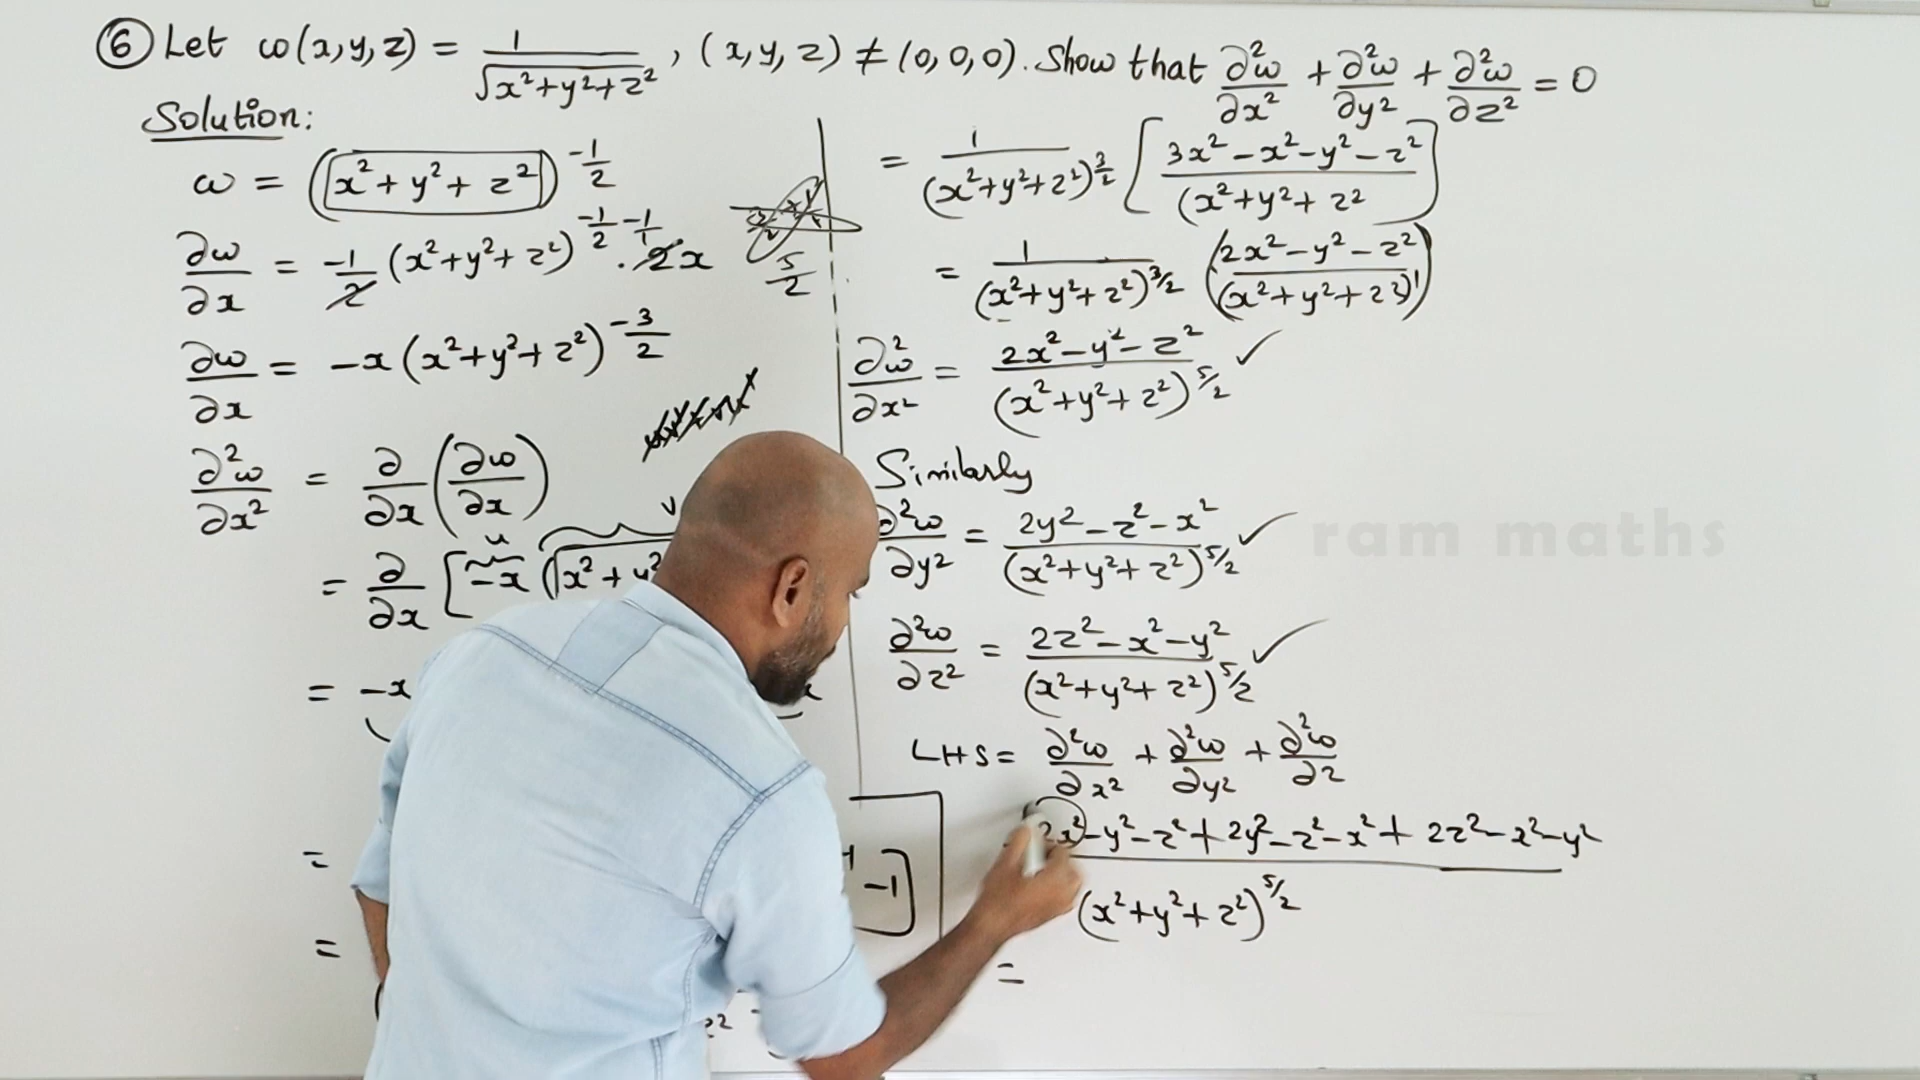 ⑥ Let ω(x,y,z) = 1/√x²+y²+z², (x,y,z) ≠ (0,0,0). Show that ∂²ω/∂x² + ∂²ω/∂y² + ∂²ω/∂z² = 0
Solution:
ω = (x²+y²+z²)^(-1/2)
∂ω/∂x = -1/2 (x²+y²+z²)^(-1/2 -1/1) . 2x
∂ω/∂x = -x (x²+y²+z²)^(-3/2)
∂²ω/∂x² = ∂/∂x (∂ω/∂x)
u v
= ∂/∂x [ -x (x²+y²
= -x
=
=
5/2
-1
= 1/(x²+y²+z²)^(3/2) [ 3x²-x²-y²-z² / (x²+y²+z² ]
= 1/(x²+y²+z²)^(3/2) ( 2x²-y²-z² / (x²+y²+z²)¹ )
∂²ω/∂x² = 2x²-y²-z² / (x²+y²+z²)^(5/2) ✓
Similarly
∂²ω/∂y² = 2y²-z²-x² / (x²+y²+z²)^(5/2) ✓
∂²ω/∂z² = 2z²-x²-y² / (x²+y²+z²)^(5/2) ✓
LHS = ∂²ω/∂x² + ∂²ω/∂y² + ∂²ω/∂z
2x²-y²-z²+2y²-z²-x²+2z²-x²-y² / (x²+y²+z²)^(5/2)
=
ram maths